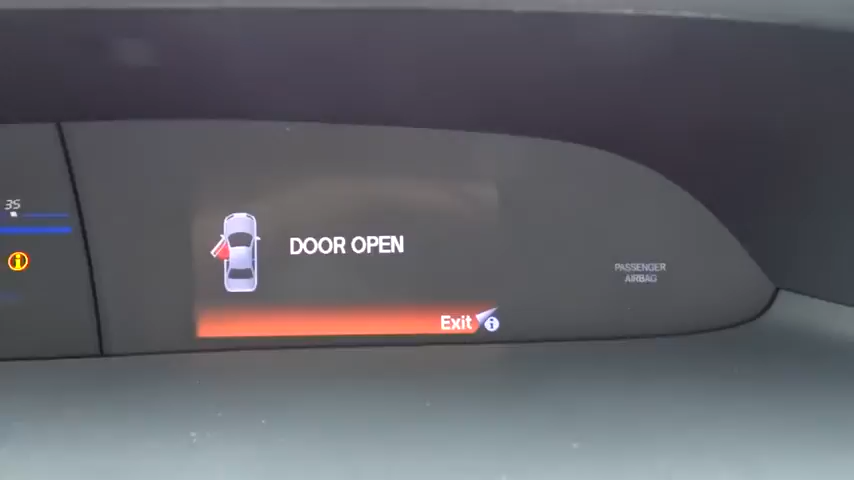 35
DOOR OPEN
PASSENGER
AIRBAG
Exit